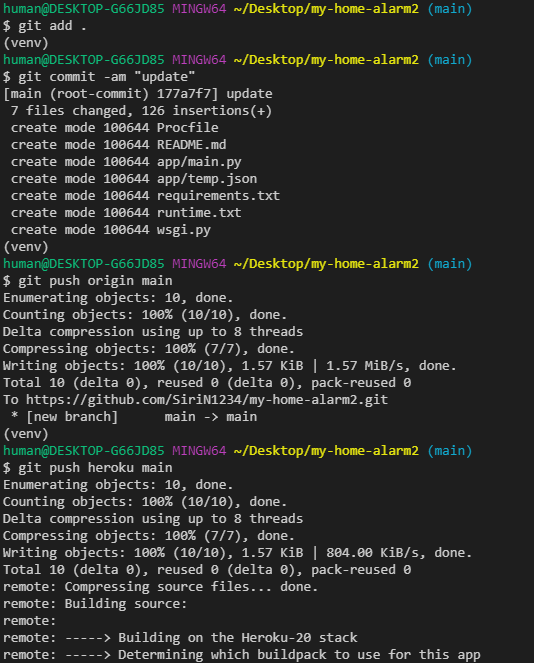 human@DESKTOP-G66JD85 MINGW64 ~/Desktop/my-home-alarm2 (main)
$ git add .
(venv)
human@DESKTOP-G66JD85 MINGW64 ~/Desktop/my-home-alarm2 (main)
$ git commit -am "update"
[main (root-commit) 177a7f7] update
 7 files changed, 126 insertions(+)
 create mode 100644 Procfile
 create mode 100644 README.md
 create mode 100644 app/main.py
 create mode 100644 app/temp.json
 create mode 100644 requirements.txt
 create mode 100644 runtime.txt
 create mode 100644 wsgi.py
(venv)
human@DESKTOP-G66JD85 MINGW64 ~/Desktop/my-home-alarm2 (main)
$ git push origin main
Enumerating objects: 10, done.
Counting objects: 100% (10/10), done.
Delta compression using up to 8 threads
Compressing objects: 100% (7/7), done.
Writing objects: 100% (10/10), 1.57 KiB | 1.57 MiB/s, done.
Total 10 (delta 0), reused 0 (delta 0), pack-reused 0
To https://github.com/SiriN1234/my-home-alarm2.git
 * [new branch]      main -> main
(venv)
human@DESKTOP-G66JD85 MINGW64 ~/Desktop/my-home-alarm2 (main)
$ git push heroku main
Enumerating objects: 10, done.
Counting objects: 100% (10/10), done.
Delta compression using up to 8 threads
Compressing objects: 100% (7/7), done.
Writing objects: 100% (10/10), 1.57 KiB | 804.00 KiB/s, done.
Total 10 (delta 0), reused 0 (delta 0), pack-reused 0
remote: Compressing source files... done.
remote: Building source:
remote:
remote: -----> Building on the Heroku-20 stack
remote: -----> Determining which buildpack to use for this app